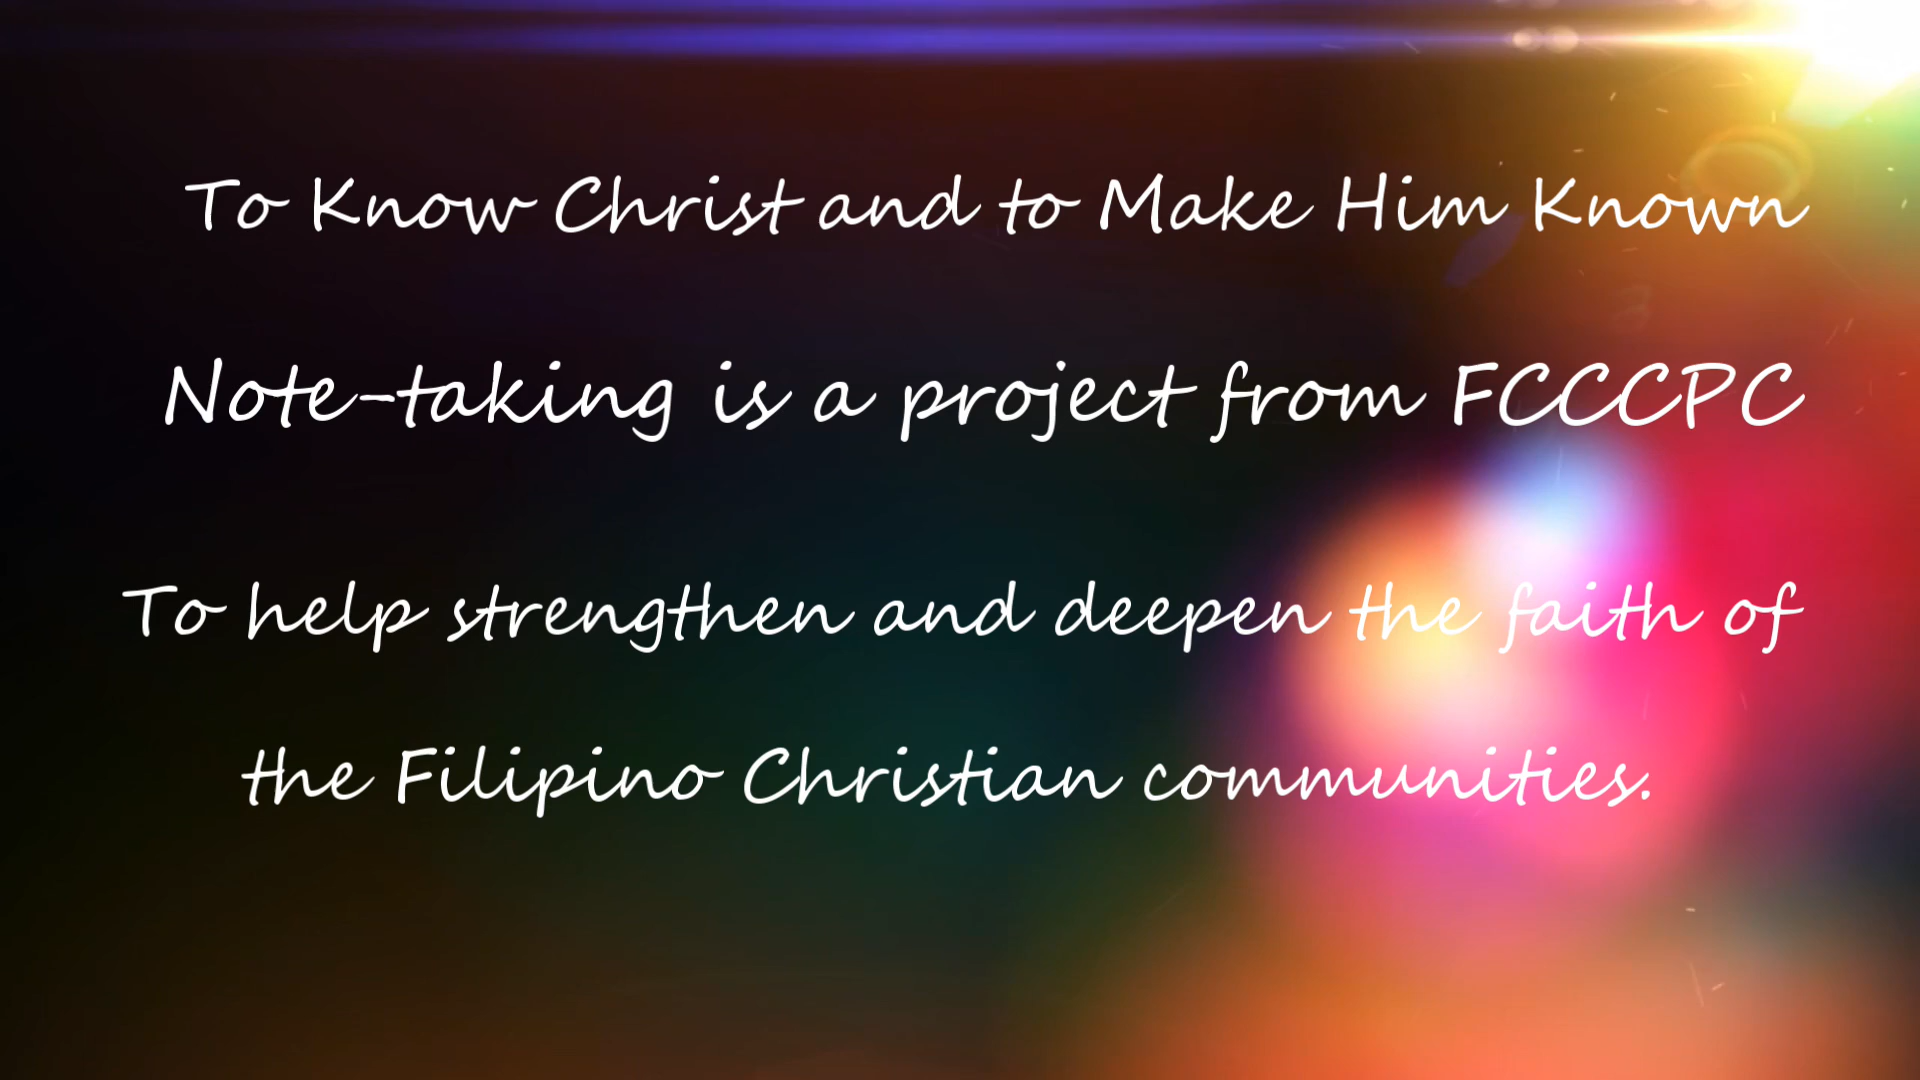 To Know Christ and to Make Him Known
Note-taking is a project from FCCCPC
To help strengthen and deepen the faith of
the Filipino Christian communities.